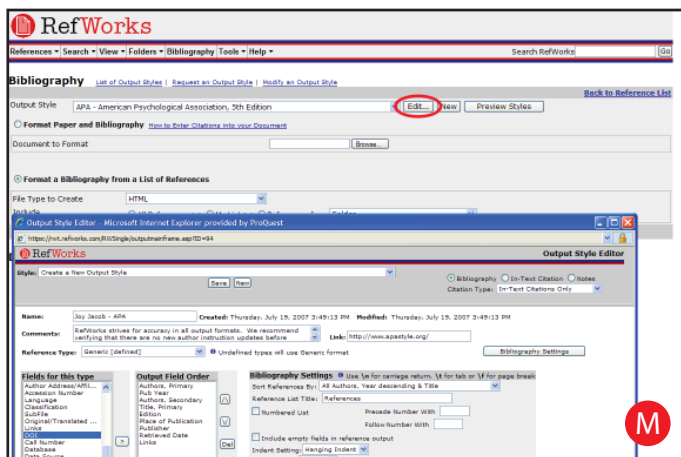 RefWorks
References Search View Folders Bibliography Tools Help Search RefWorks Go
Bibliography List of Output Styles | Request an Output Style | Modify an Output Style
Back to Reference List
Output Style APA - American Psychological Association, 5th Edition Edit... New Preview Styles
Format Paper and Bibliography How to Enter Citations into your Document
Document to Format Browse...
Format a Bibliography from a List of References
File Type to Create HTML
Include
Output Style Editor - Microsoft Internet Explorer provided by ProQuest
RefWorks Output Style Editor
Style: Create a New Output Style
Save New
Bibliography In-Text Citation Notes
Citation Type: In-Text Citations Only
Name: Joy Jacob - APA Created: Thursday, July 19, 2007 3:49:13 PM Modified: Thursday, July 19, 2007 3:49:13 PM
Comments: RefWorks strives for accuracy in all output formats. We recommend
verifying that there are no new author instruction updates before
Link: http://www.apastyle.org/
Reference Type: Generic [defined] Undefined types will use Generic format Bibliography Settings
Fields for this type
Author Address/Affil...
Accession Number
Language
Classification
SubFile
Original/Translated ...
Links
DOI
Call Number
Database
Data Source
>
Output Field Order
Authors, Primary
Pub Year
Authors, Secondary
Title, Primary
Edition
Place of Publication
Publisher
Retrieved Date
Links
Del
Bibliography Settings Use \n for carriage return, \t for tab or \f for page break
Sort References By: All Authors, Year descending & Title
Reference List Title: References
Numbered List Precede Number With
Follow Number With
Include empty fields in reference output
Indent Setting: Hanging Indent
M